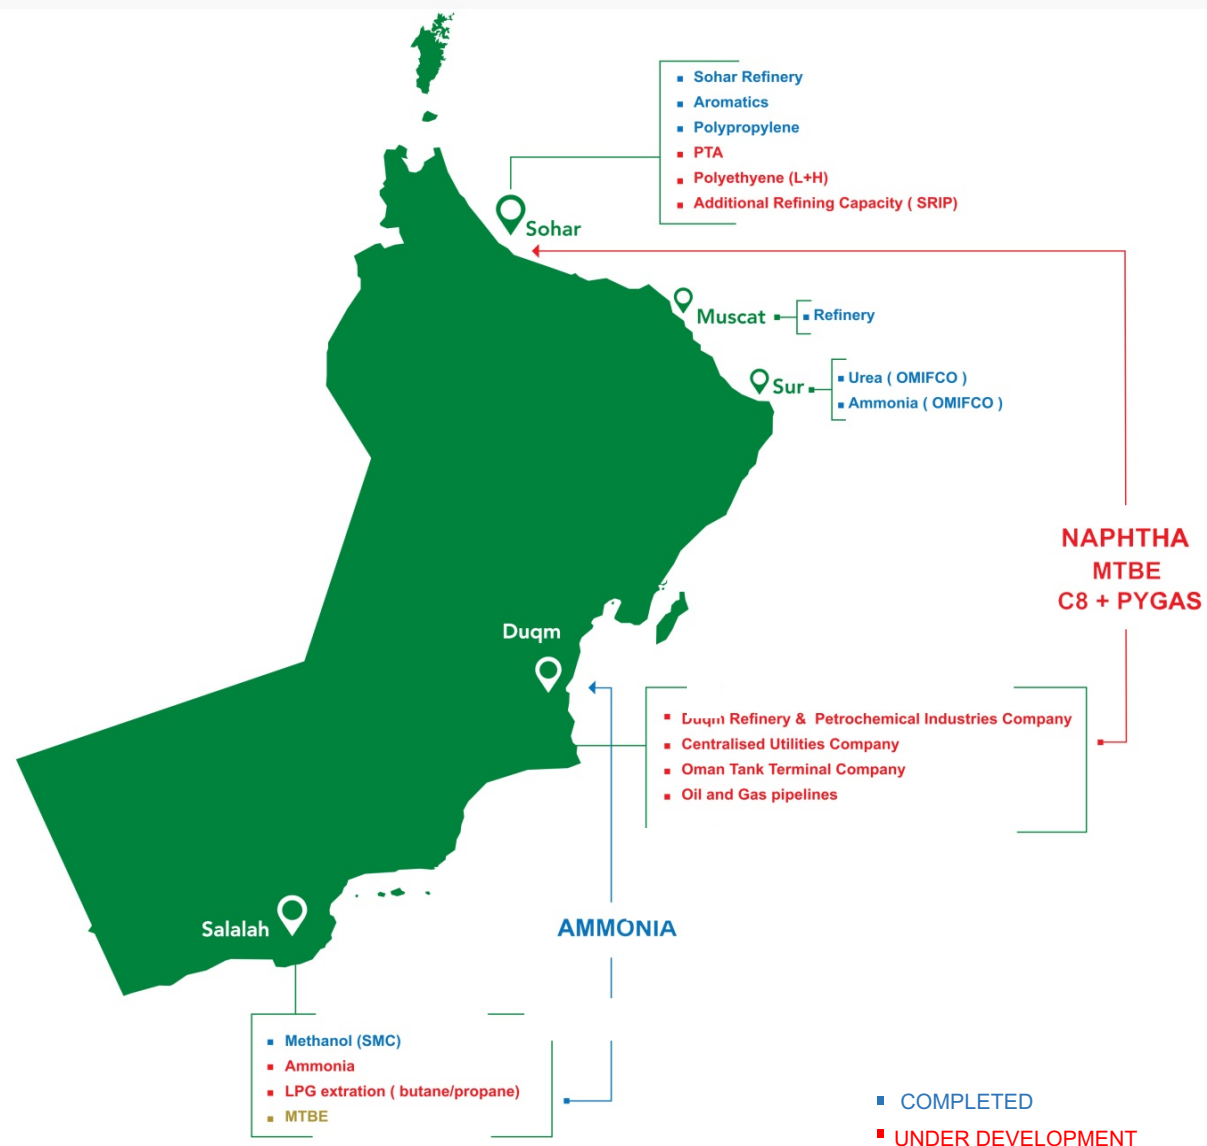 Sohar Refinery
Aromatics
Polypropylene
PTA
Polyethyene (L+H)
Additional Refining Capacity ( SRIP)
Sohar
Muscat
Refinery
Sur
Urea ( OMIFCO )
Ammonia ( OMIFCO )
NAPHTHA
MTBE
C8 + PYGAS
Duqm
Duqm Refinery & Petrochemical Industries Company
Centralised Utilities Company
Oman Tank Terminal Company
Oil and Gas pipelines
AMMONIA
Salalah
Methanol (SMC)
Ammonia
LPG extration ( butane/propane)
MTBE
COMPLETED
UNDER DEVELOPMENT